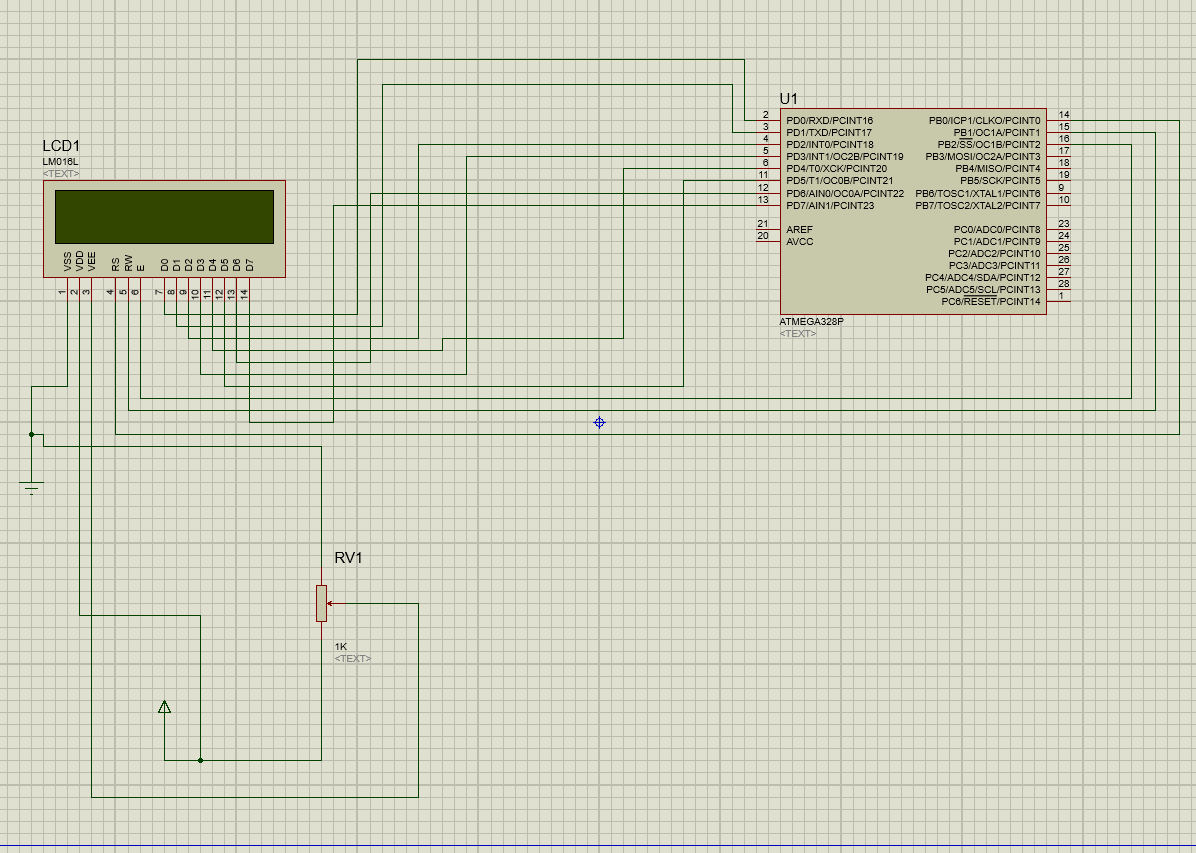 LCD1
LM016L
<TEXT>
VSS VDD VEE RS RW E D0 D1 D2 D3 D4 D5 D6 D7
1 2 3 4 5 6 7 8 9 10 11 12 13 14
U1
2 PD0/RXD/PCINT16 PB0/ICP1/CLKO/PCINT0 14
3 PD1/TXD/PCINT17 PB1/OC1A/PCINT1 15
4 PD2/INT0/PCINT18 PB2/SS/OC1B/PCINT2 16
5 PD3/INT1/OC2B/PCINT19 PB3/MOSI/OC2A/PCINT3 17
6 PD4/T0/XCK/PCINT20 PB4/MISO/PCINT4 18
11 PD5/T1/OC0B/PCINT21 PB5/SCK/PCINT5 19
12 PD6/AIN0/OC0A/PCINT22 PB6/TOSC1/XTAL1/PCINT6 9
13 PD7/AIN1/PCINT23 PB7/TOSC2/XTAL2/PCINT7 10
21 AREF PC0/ADC0/PCINT8 23
20 AVCC PC1/ADC1/PCINT9 24
PC2/ADC2/PCINT10 25
PC3/ADC3/PCINT11 26
PC4/ADC4/SDA/PCINT12 27
PC5/ADC5/SCL/PCINT13 28
PC6/RESET/PCINT14 1
ATMEGA328P
<TEXT>
RV1
1K
<TEXT>